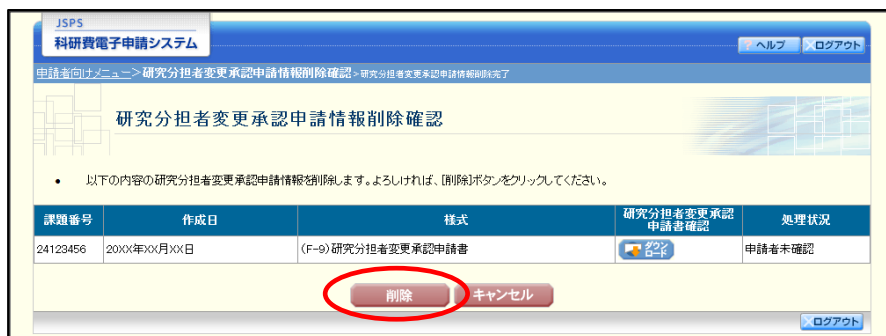 JSPS
科研費電子申請システム
? ヘルプ ×ログアウト
申請者向けメニュー>研究分担者変更承認申請情報削除確認>研究分担者変更承認申請情報削除完了
研究分担者変更承認申請情報削除確認
• 以下の内容の研究分担者変更承認申請情報を削除します。よろしければ、[削除]ボタンをクリックしてください。
課題番号 作成日 様式 研究分担者変更承認
申請書確認 処理状況
24123456 20XX年XX月XX日 (F-9)研究分担者変更承認申請書 ダウン
ロード 申請者未確認
削除 キャンセル
×ログアウト